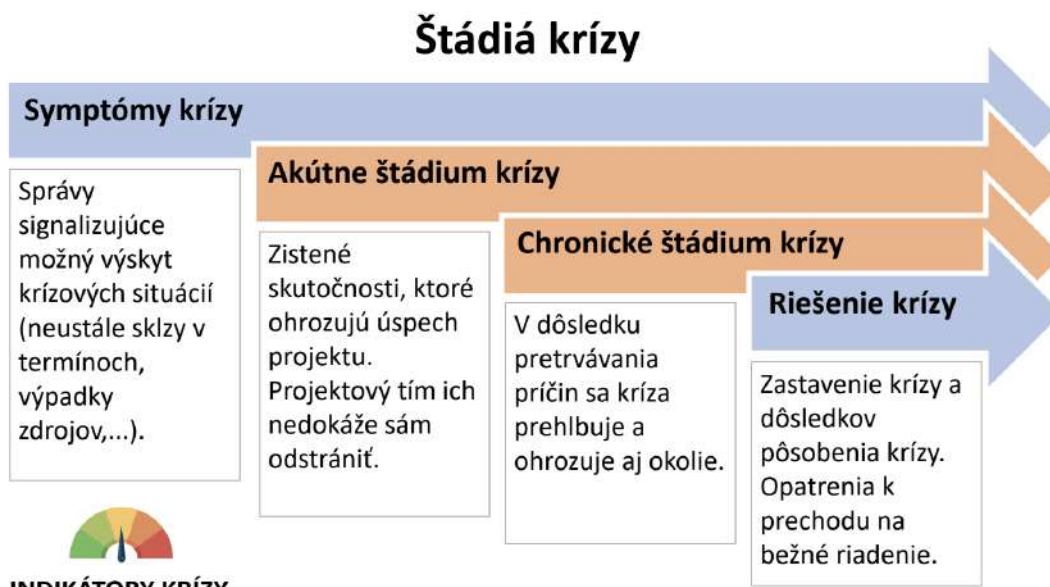 Štádiá krízy
Symptómy krízy
Správy
signalizujúce
možný výskyt
krízových situácií
(neustále sklzy v
termínoch,
výpadky
zdrojov,...).
Akútne štádium krízy
Zistené
skutočnosti, ktoré
ohrozujú úspech
projektu.
Projektový tím ich
nedokáže sám
odstrániť.
Chronické štádium krízy
V dôsledku
pretrvávania
príčin sa kríza
prehlbuje a
ohrozuje aj okolie.
Riešenie krízy
Zastavenie krízy a
dôsledkov
pôsobenia krízy.
Opatrenia k
prechodu na
bežné riadenie.
INDIKÁTORY KRÍZY